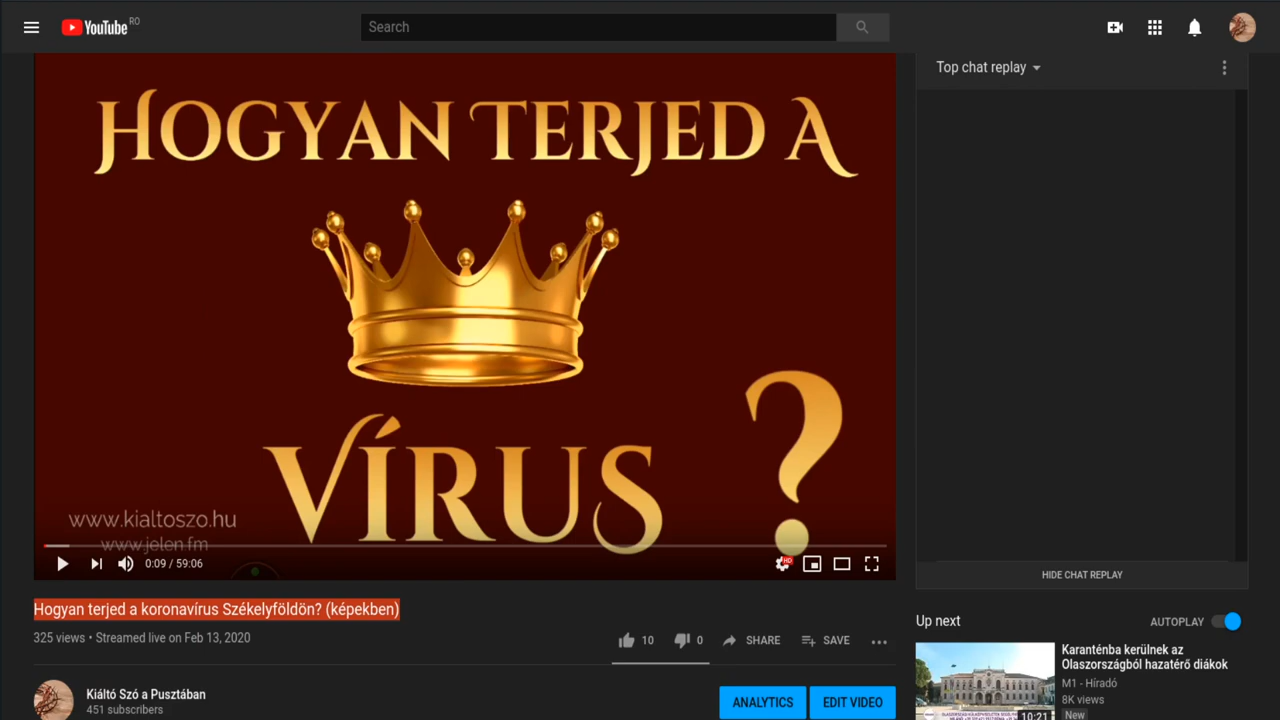 YouTube RO
Search
HOGYAN TERJED A
VÍRUS ?
www.kialtoszo.hu
www.jelen.fm
0:09 / 59:06
HD
Hogyan terjed a koronavírus Székelyföldön? (képekben)
325 views • Streamed live on Feb 13, 2020
10
0
SHARE
SAVE
Kiáltó Szó a Pusztában
451 subscribers
ANALYTICS
EDIT VIDEO
Top chat replay
HIDE CHAT REPLAY
Up next
AUTOPLAY
Karanténba kerülnek az
Olaszországból hazatérő diákok
M1 - Híradó
8K views
New
10:21